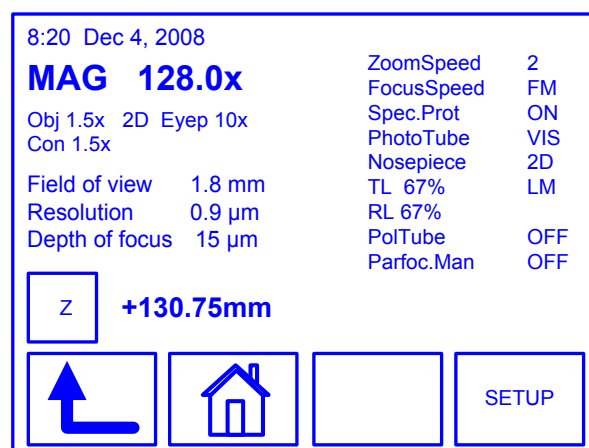 8:20 Dec 4, 2008
MAG 128.0x
Obj 1.5x 2D Eyep 10x
Con 1.5x
Field of view 1.8 mm
Resolution 0.9 µm
Depth of focus 15 µm
ZoomSpeed 2
FocusSpeed FM
Spec.Prot ON
PhotoTube VIS
Nosepiece 2D
TL 67% LM
RL 67%
PolTube OFF
Parfoc.Man OFF
Z +130.75mm
SETUP